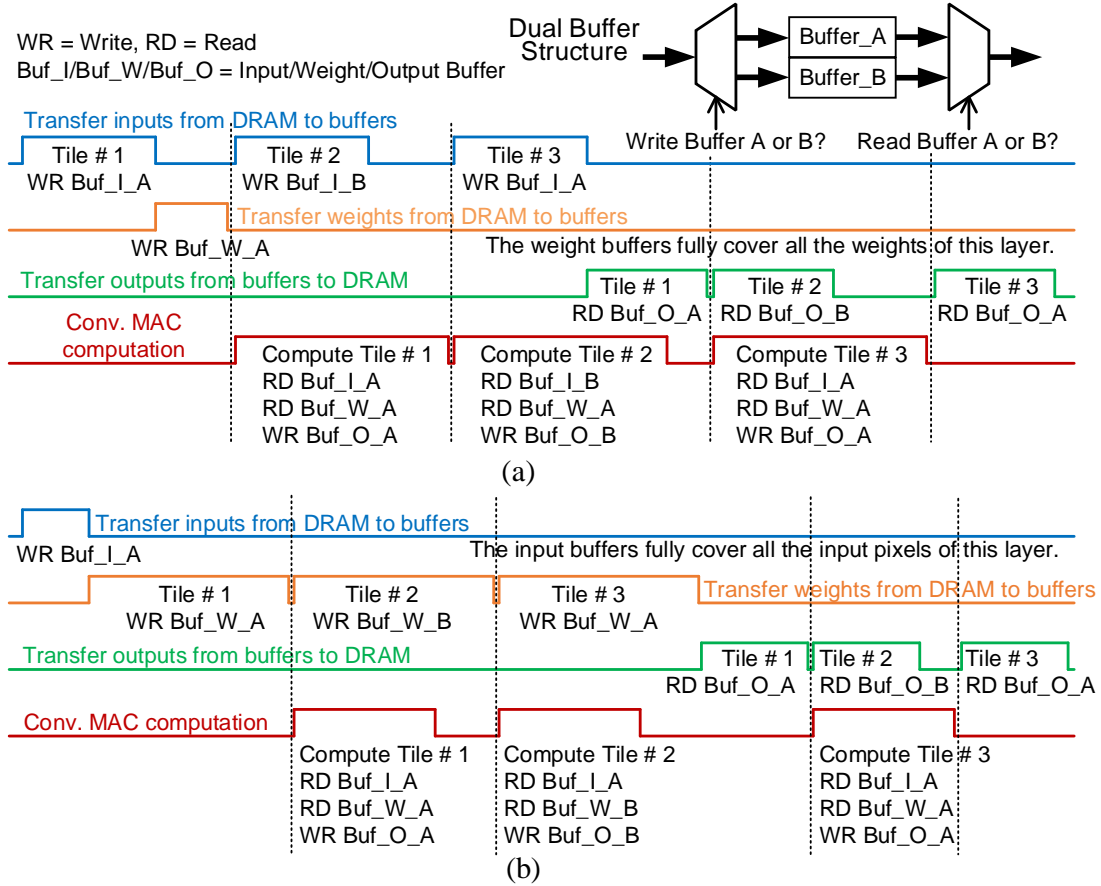 WR = Write, RD = Read
Buf_I/Buf_W/Buf_O = Input/Weight/Output Buffer
Dual Buffer
Structure
Buffer_A
Buffer_B
Write Buffer A or B?
Read Buffer A or B?
Transfer inputs from DRAM to buffers
Tile # 1
WR Buf_I_A
Tile # 2
WR Buf_I_B
Tile # 3
WR Buf_I_A
Transfer weights from DRAM to buffers
WR Buf_W_A
The weight buffers fully cover all the weights of this layer.
Transfer outputs from buffers to DRAM
Tile # 1
RD Buf_O_A
Tile # 2
RD Buf_O_B
Tile # 3
RD Buf_O_A
Conv. MAC
computation
Compute Tile # 1
RD Buf_I_A
RD Buf_W_A
WR Buf_O_A
Compute Tile # 2
RD Buf_I_B
RD Buf_W_A
WR Buf_O_B
Compute Tile # 3
RD Buf_I_A
RD Buf_W_A
WR Buf_O_A
(a)
Transfer inputs from DRAM to buffers
WR Buf_I_A
The input buffers fully cover all the input pixels of this layer.
Tile # 1
WR Buf_W_A
Tile # 2
WR Buf_W_B
Tile # 3
WR Buf_W_A
Transfer weights from DRAM to buffers
Transfer outputs from buffers to DRAM
Tile # 1
RD Buf_O_A
Tile # 2
RD Buf_O_B
Tile # 3
RD Buf_O_A
Conv. MAC computation
Compute Tile # 1
RD Buf_I_A
RD Buf_W_A
WR Buf_O_A
Compute Tile # 2
RD Buf_I_A
RD Buf_W_B
WR Buf_O_B
Compute Tile # 3
RD Buf_I_A
RD Buf_W_A
WR Buf_O_A
(b)